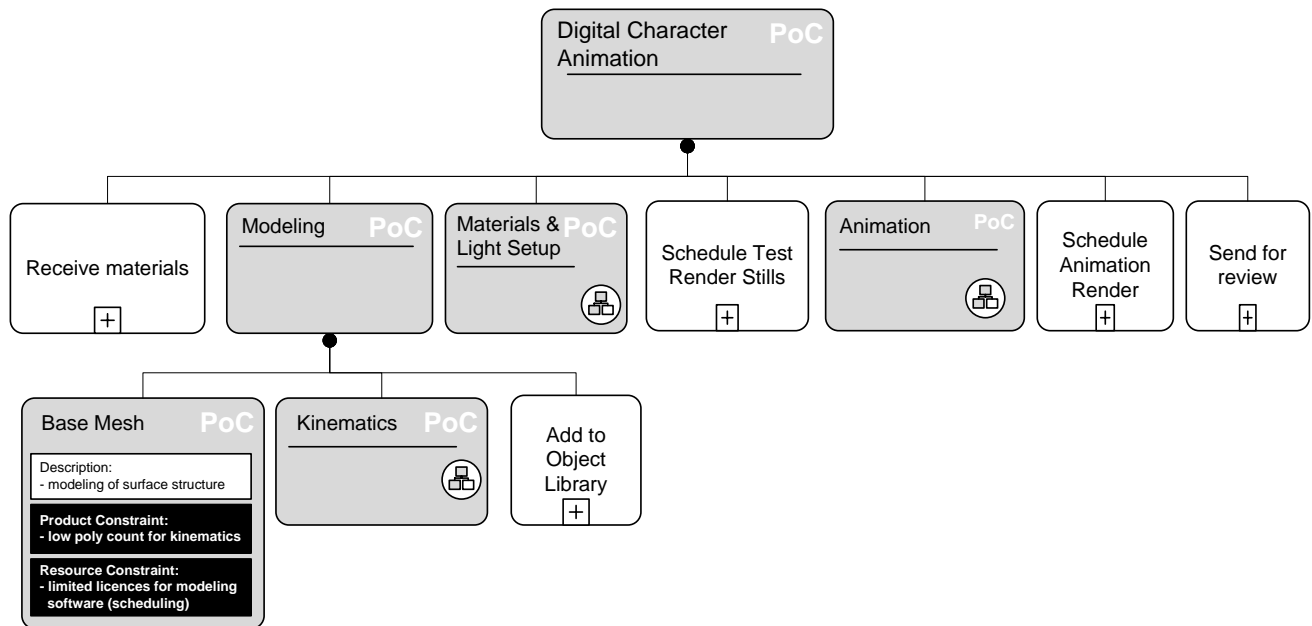 Digital Character
Animation
PoC
Receive materials
+
Modeling
PoC
Materials &
Light Setup
PoC
Schedule Test
Render Stills
+
Animation
PoC
Schedule
Animation
Render
+
Send for
review
+
Base Mesh
PoC
Description:
- modeling of surface structure
Product Constraint:
- low poly count for kinematics
Resource Constraint:
- limited licences for modeling
software (scheduling)
Kinematics
PoC
Add to
Object
Library
+